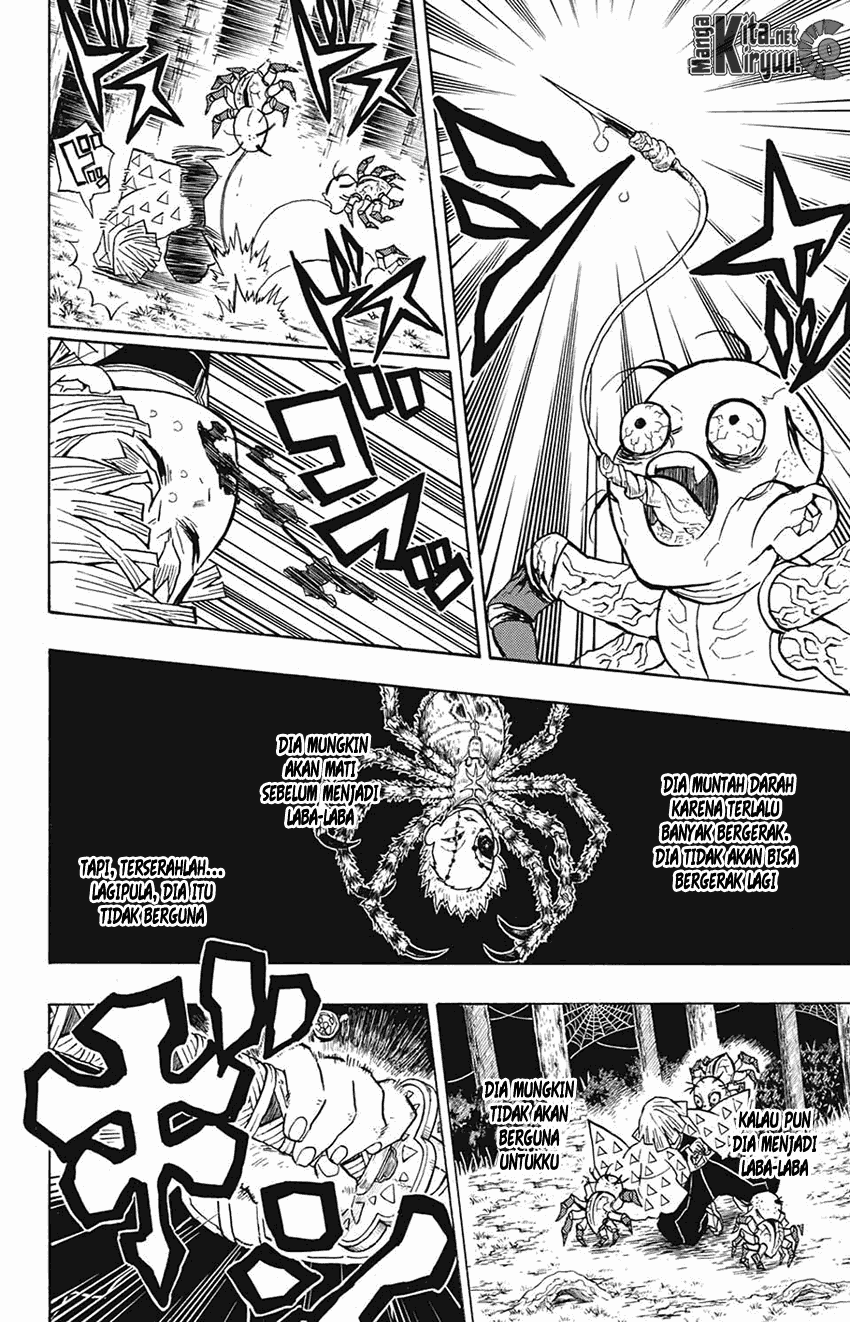 Manga
Kita.net
Kiryuu.
DIA MUNTAH DARAH
KARENA TERLALU
BANYAK BERGERAK.
DIA TIDAK AKAN BISA
BERGERAK LAGI
DIA MUNGKIN
AKAN MATI
SEBELUM MENJADI
LABA-LABA
TAPI, TERSERAHLAH...
LAGIPULA, DIA ITU
TIDAK BERGUNA
KALAU PUN
DIA MENJADI
LABA-LABA
DIA MUNGKIN
TIDAK AKAN
BERGUNA
UNTUKKU